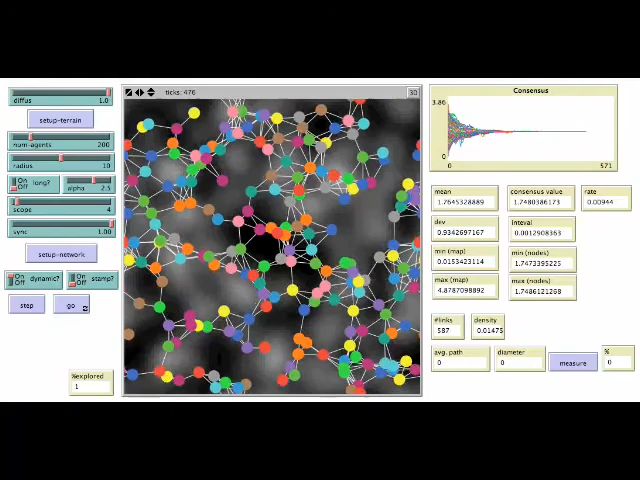 diffus 1.0
setup-terrain
num-agents 200
radius 10
On
Off
long?
alpha 2.5
scope 4
sync 1.00
setup-network
On
Off
dynamic?
On
Off
stamp?
step
go
%explored
1
ticks: 476
3D
Consensus
3.86
0
0
571
mean
1.7645328889
consensus value
1.7480386173
rate
0.00944
dev
0.9342697167
inteval
0.0012908363
min (map)
0.0153423114
min (nodes)
1.7473395225
max (map)
4.8787098892
max (nodes)
1.7486121268
#links
587
density
0.01475
avg. path
0
diameter
0
measure
%
0